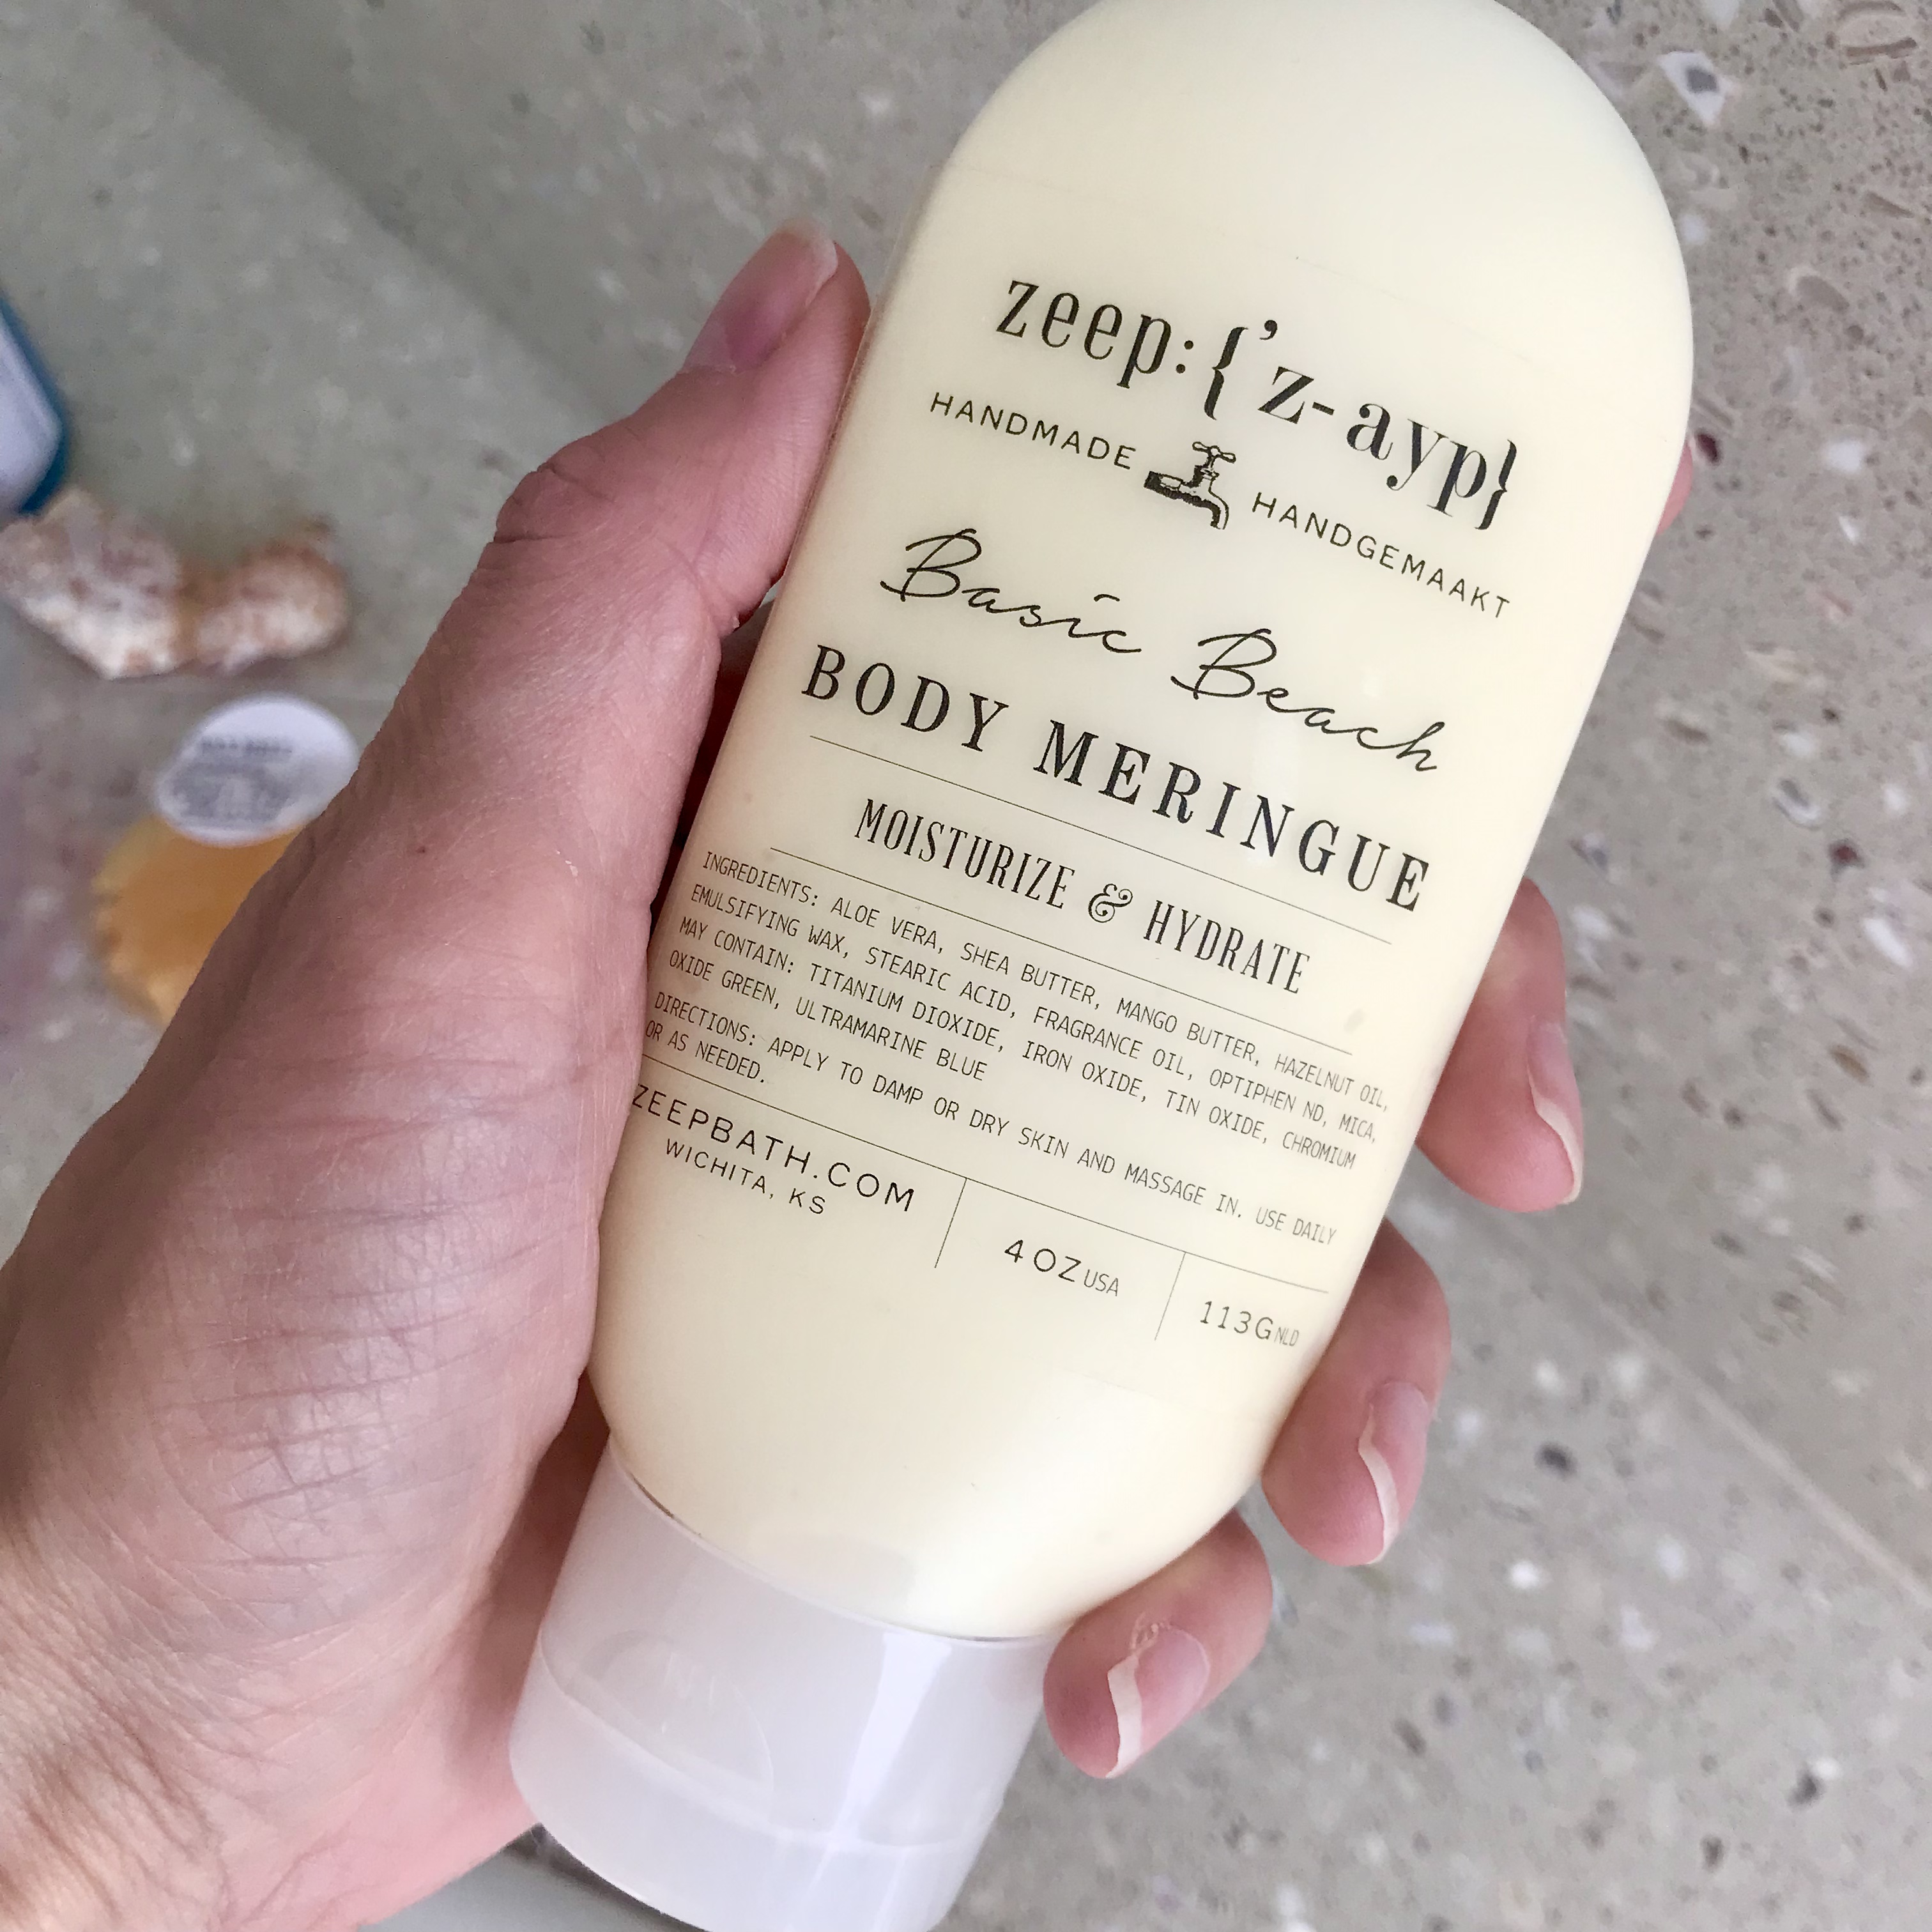 zeep:{'z-ayp}
HANDMADE HANDGEMAAKT
Basic Beach
BODY MERINGUE
MOISTURIZE & HYDRATE
INGREDIENTS: ALOE VERA, SHEA BUTTER, MANGO BUTTER, HAZELNUT OIL,
EMULSIFYING WAX, STEARIC ACID, FRAGRANCE OIL, OPTIPHEN ND, MICA,
MAY CONTAIN: TITANIUM DIOXIDE, IRON OXIDE, TIN OXIDE, CHROMIUM
OXIDE GREEN, ULTRAMARINE BLUE
DIRECTIONS: APPLY TO DAMP OR DRY SKIN AND MASSAGE IN. USE DAILY
OR AS NEEDED.
ZEEPBATH.COM
WICHITA, KS
4 OZ USA
113G NLD